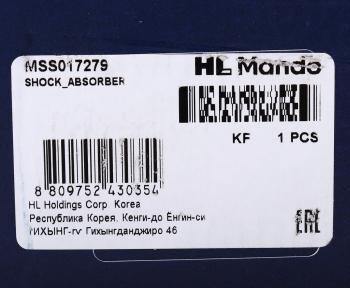 MSS017279
SHOCK_ABSORBER
HL Mando
KF 1 PCS
8 809752 430354
HL Holdings Corp Korea
Республика Корея. Кенги-до Ёнгин-си
ГИХЫНГ-гу Гихынгданджиро 46
EAC